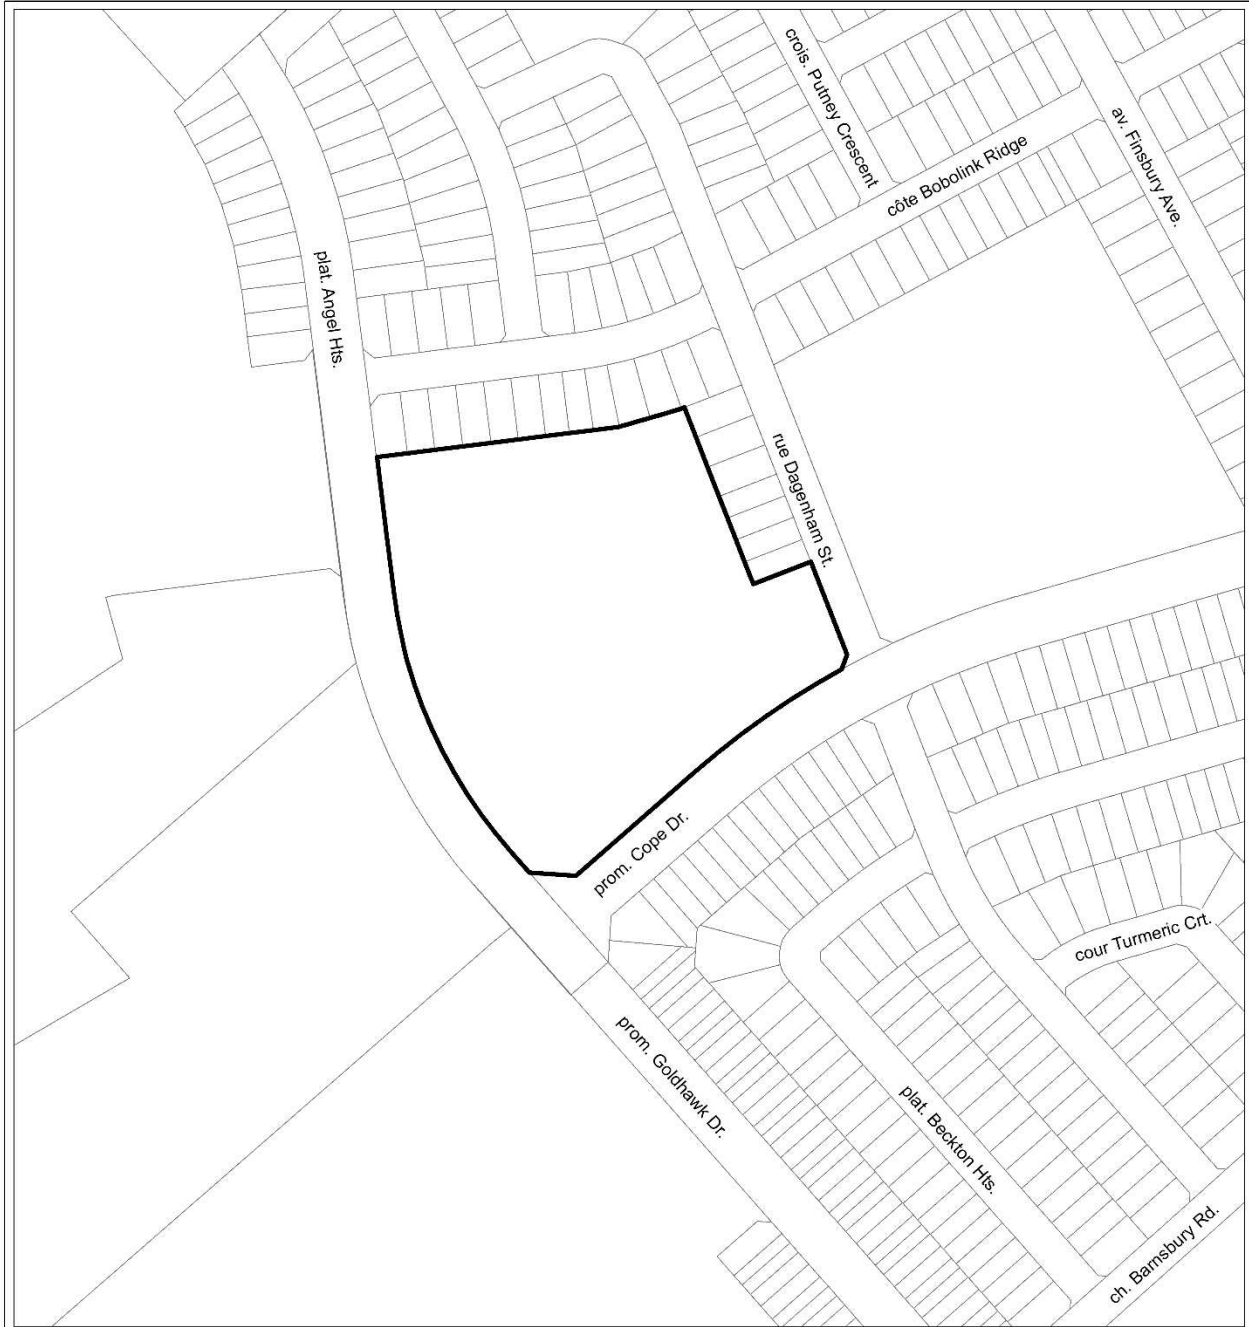 crois. Putney Crescent
av. Finsbury Ave.
côte Bobolink Ridge
plat. Angel Hts.
rue Dagenham St.
prom. Cope Dr.
cour Turmeric Crt.
prom. Goldhawk Dr.
plat. Beckton Hts.
ch. Barnsbury Rd.